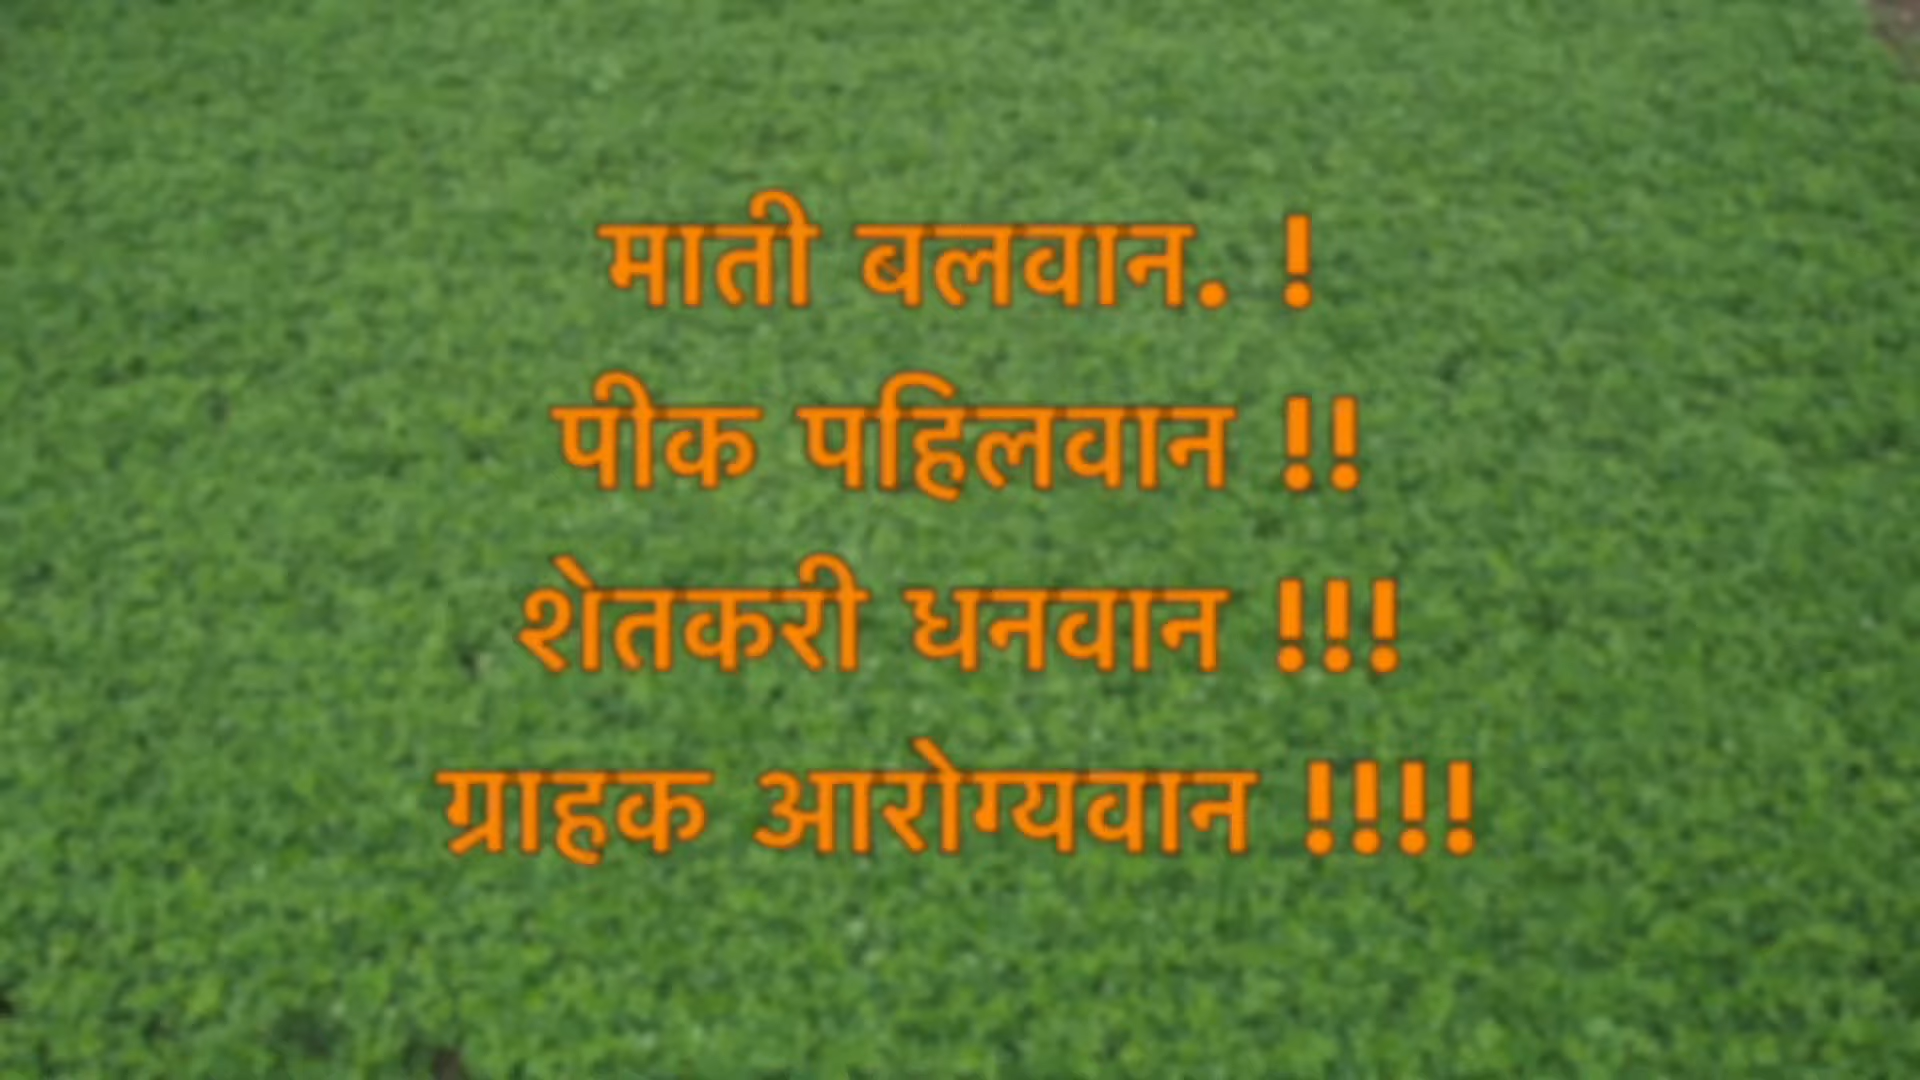 माती बलवान. !
पीक पहिलवान !!
शेतकरी धनवान !!!
ग्राहक आरोग्यवान !!!!